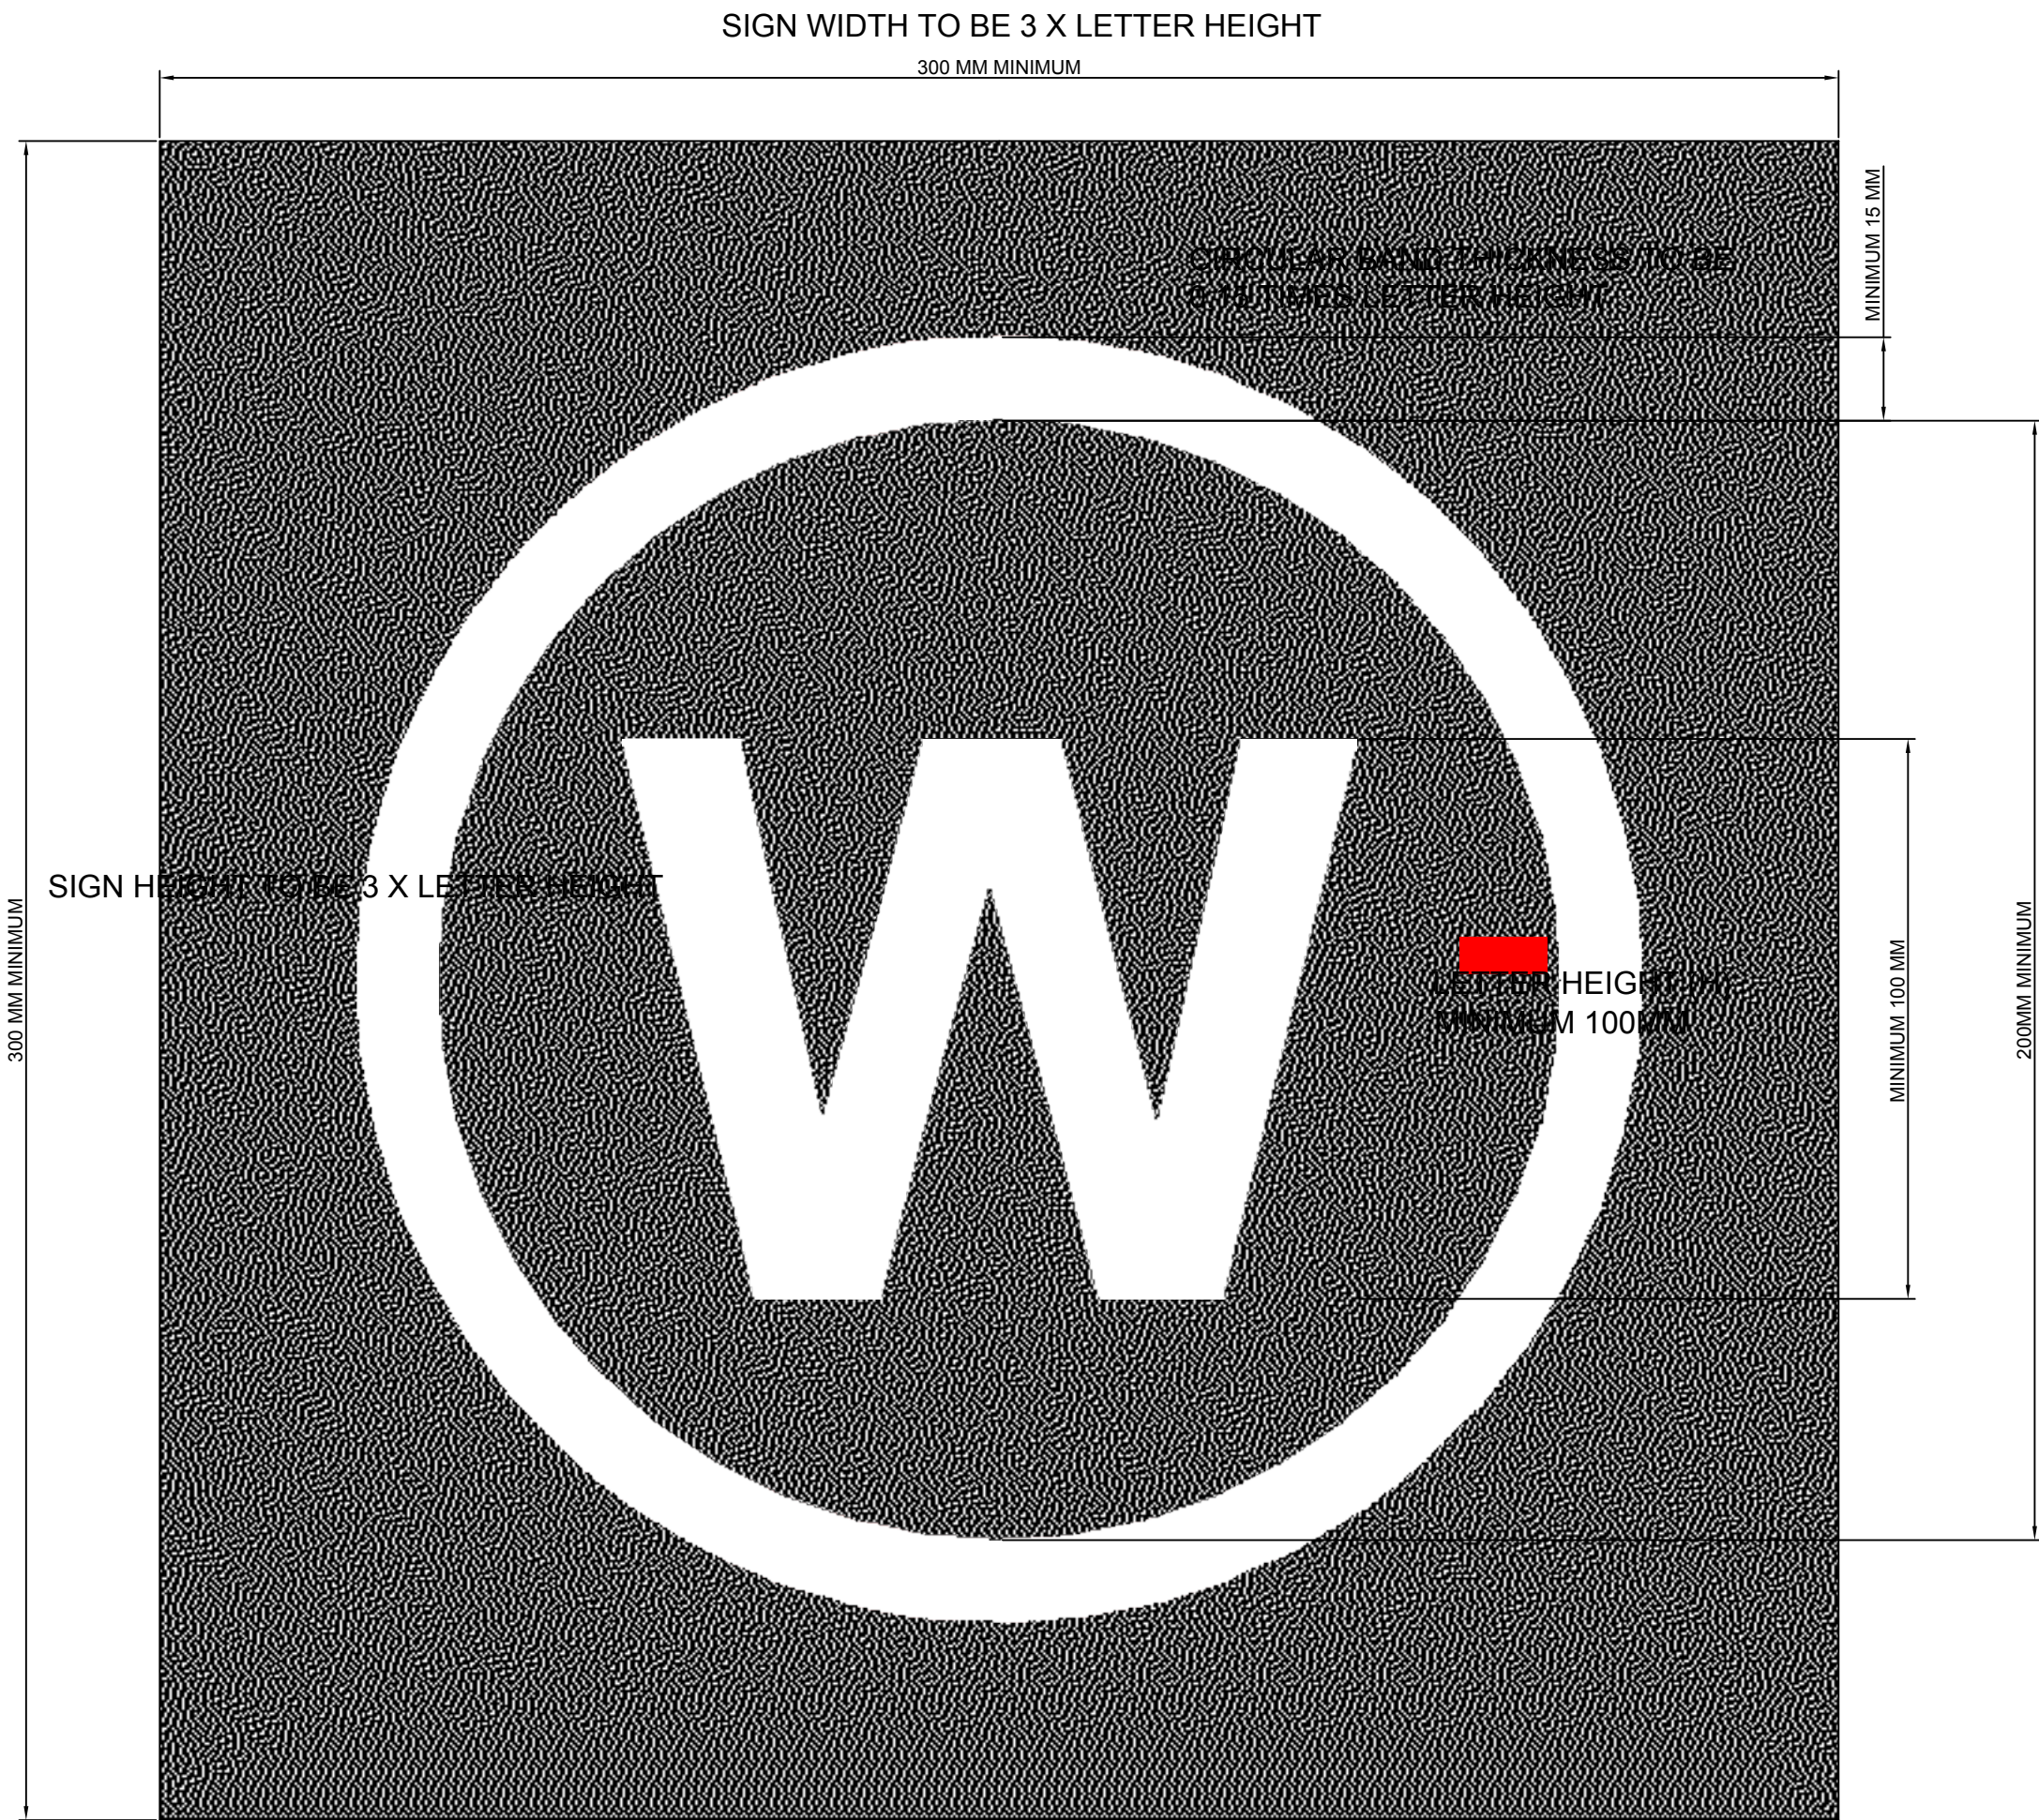 SIGN WIDTH TO BE 3 X LETTER HEIGHT
300 MM MINIMUM
MINIMUM 15 MM
CIRCULAR BAND THICKNESS TO BE
0.15 TIMES LETTER HEIGHT
W
SIGN HEIGHT TO BE 3 X LETTER HEIGHT
300 MM MINIMUM
LETTER HEIGHT (H)
MINIMUM 100MM
MINIMUM 100 MM
200MM MINIMUM